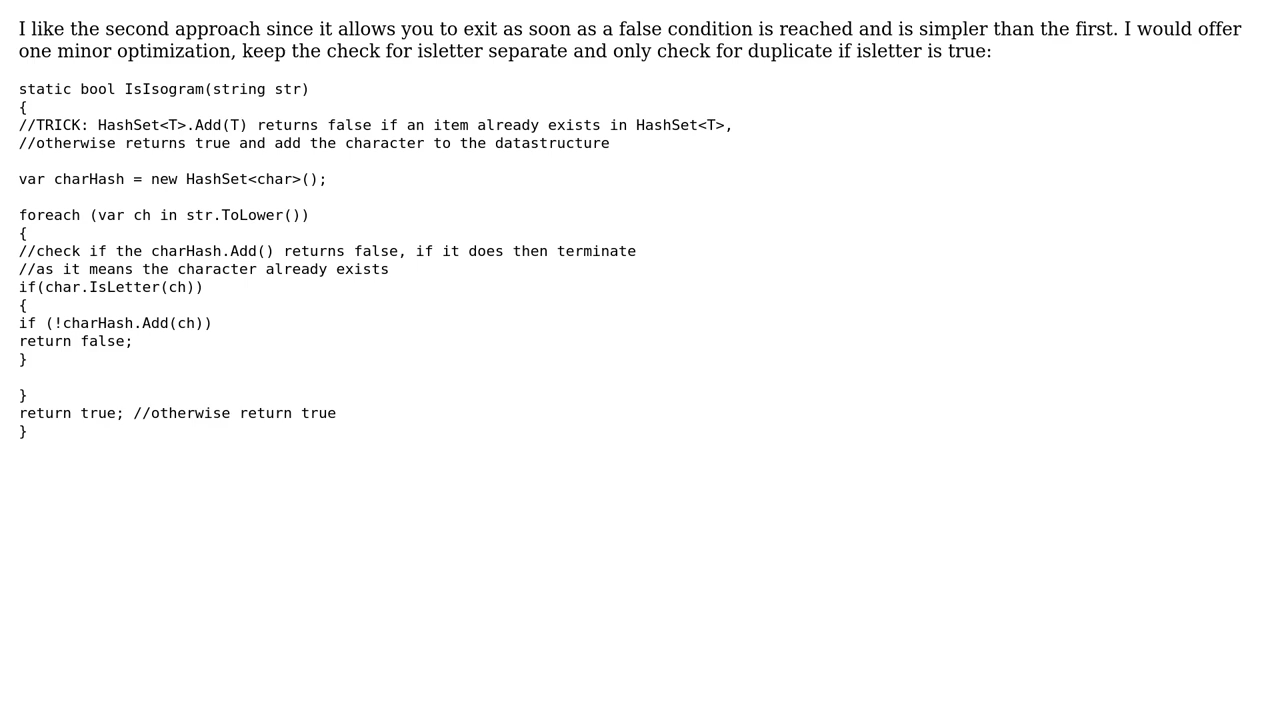 I like the second approach since it allows you to exit as soon as a false condition is reached and is simpler than the first. I would offer
one minor optimization, keep the check for isletter separate and only check for duplicate if isletter is true:
static bool IsIsogram(string str)
{
//TRICK: HashSet<T>.Add(T) returns false if an item already exists in HashSet<T>,
//otherwise returns true and add the character to the datastructure
var charHash = new HashSet<char>();
foreach (var ch in str.ToLower())
{
//check if the charHash.Add() returns false, if it does then terminate
//as it means the character already exists
if(char.IsLetter(ch))
{
if (!charHash.Add(ch))
return false;
}
}
return true; //otherwise return true
}